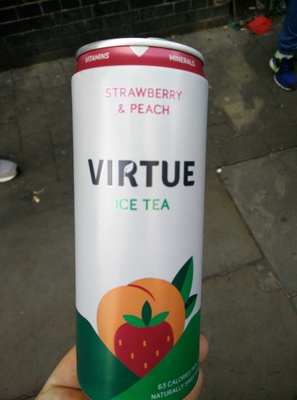 VITAMINS MINERALS
STRAWBERRY
& PEACH
VIRTUE
ICE TEA
63 CALORIES
NATURALLY